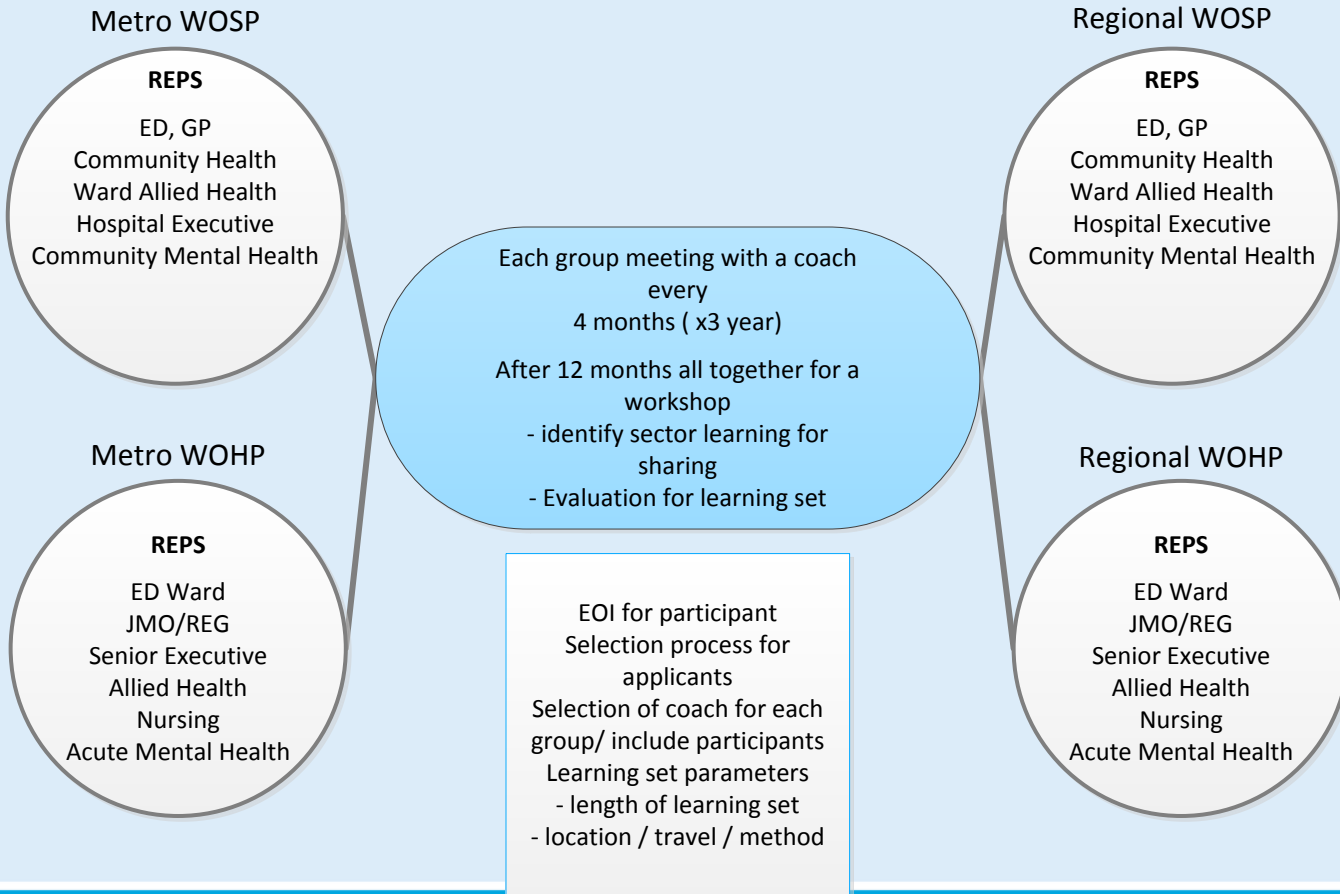 Metro WOSP
REPS
ED, GP
Community Health
Ward Allied Health
Hospital Executive
Community Mental Health
Metro WOHP
REPS
ED Ward
JMO/REG
Senior Executive
Allied Health
Nursing
Acute Mental Health
Each group meeting with a coach
every
4 months ( x3 year)
After 12 months all together for a
workshop
- identify sector learning for
sharing
- Evaluation for learning set
EOI for participant
Selection process for
applicants
Selection of coach for each
group/ include participants
Learning set parameters
- length of learning set
- location / travel / method
Regional WOSP
REPS
ED, GP
Community Health
Ward Allied Health
Hospital Executive
Community Mental Health
Regional WOHP
REPS
ED Ward
JMO/REG
Senior Executive
Allied Health
Nursing
Acute Mental Health